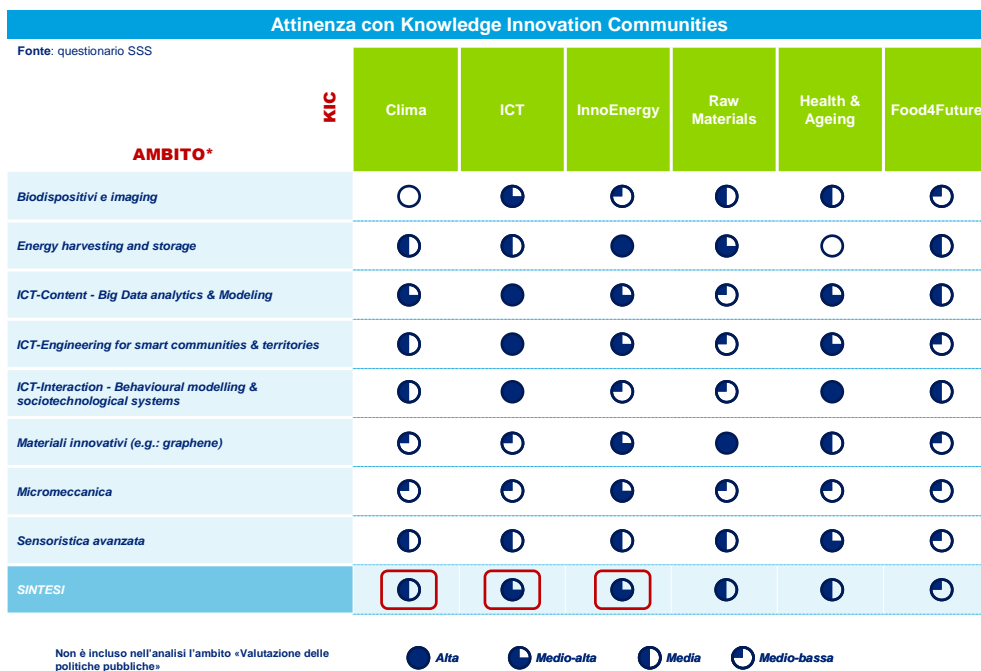 Attinenza con Knowledge Innovation Communities
Fonte: questionario SSS
KIC
AMBITO*
Clima
ICT
InnoEnergy
Raw
Materials
Health &
Ageing
Food4Future
Biodispositivi e imaging
Energy harvesting and storage
ICT-Content - Big Data analytics & Modeling
ICT-Engineering for smart communities & territories
ICT-Interaction - Behavioural modelling &
sociotechnological systems
Materiali innovativi (e.g.: graphene)
Micromeccanica
Sensoristica avanzata
SINTESI
Non è incluso nell'analisi l'ambito «Valutazione delle
politiche pubbliche»
Alta
Medio-alta
Media
Medio-bassa